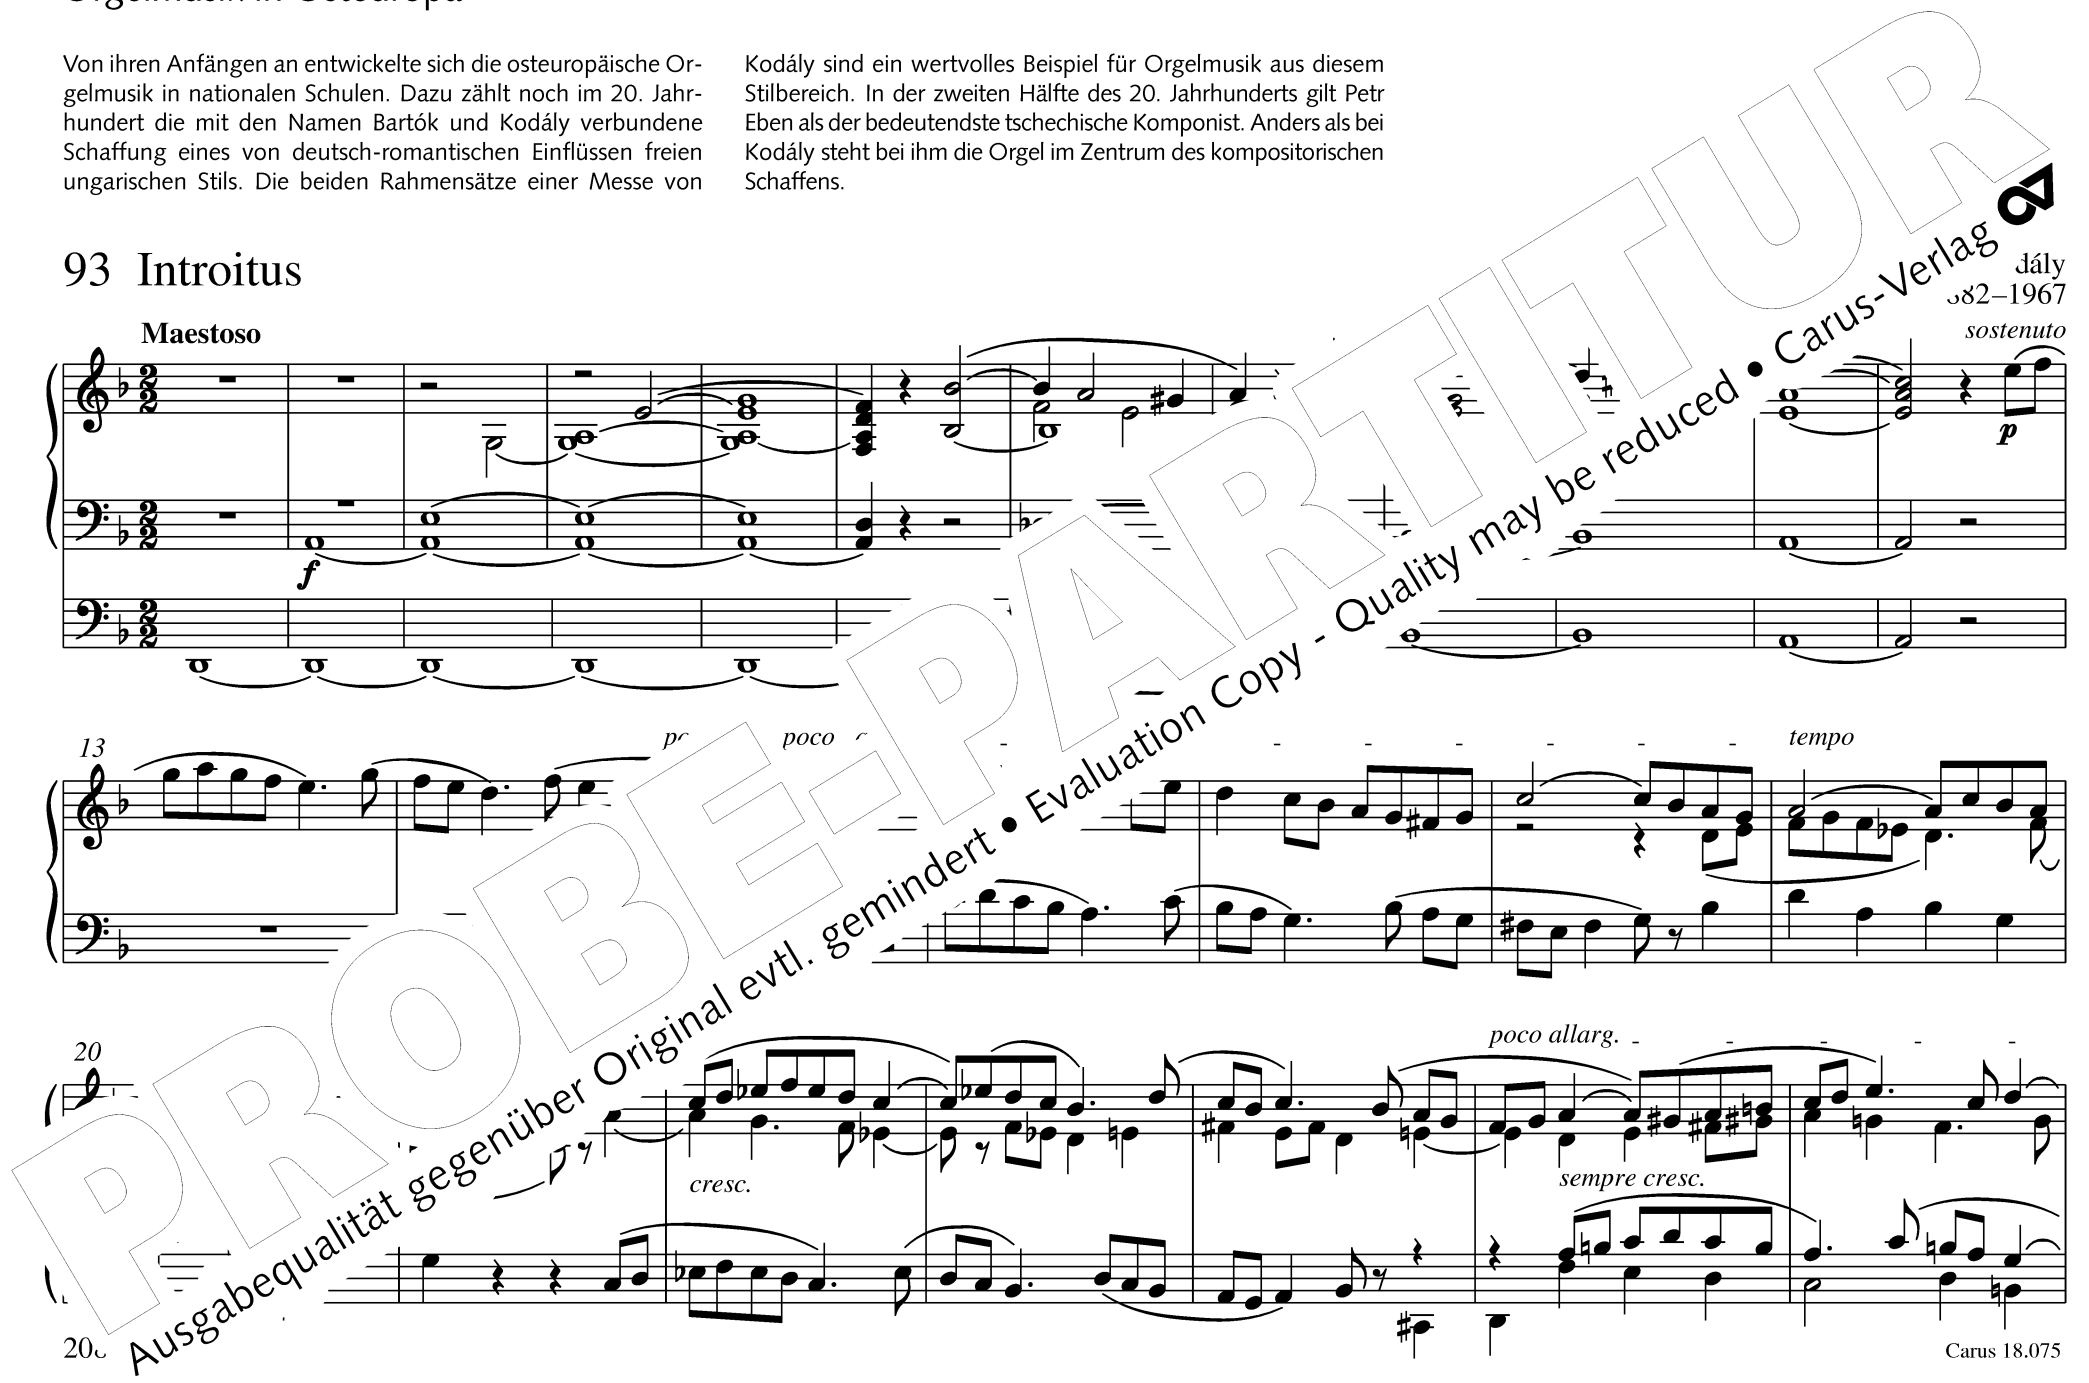 Von ihren Anfängen an entwickelte sich die osteuropäische Or-
gelmusik in nationalen Schulen. Dazu zählt noch im 20. Jahr-
hundert die mit den Namen Bartók und Kodály verbundene
Schaffung eines von deutsch-romantischen Einflüssen freien
ungarischen Stils. Die beiden Rahmensätze einer Messe von
Kodály sind ein wertvolles Beispiel für Orgelmusik aus diesem
Stilbereich. In der zweiten Hälfte des 20. Jahrhunderts gilt Petr
Eben als der bedeutendste tschechische Komponist. Anders als bei
Kodály steht bei ihm die Orgel im Zentrum des kompositorischen
Schaffens.
93 Introitus
dály
82–1967
Maestoso
sostenuto
p
f
13
poco
tempo
20
poco allarg.
cresc.
sempre cresc.
Carus 18.075
PROBE-PARTITUR
Ausgabequalität gegenüber Original evtl. gemindert • Evaluation Copy - Quality may be reduced • Carus-Verlag